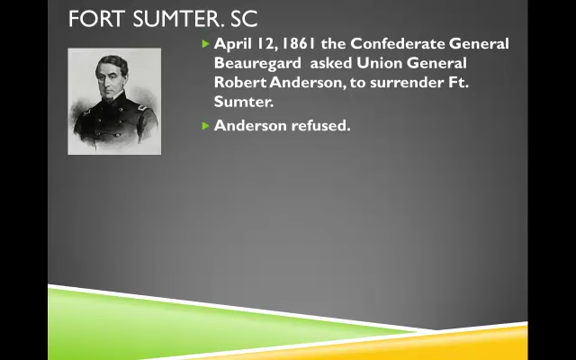 FORT SUMTER. SC
April 12, 1861 the Confederate General
Beauregard asked Union General
Robert Anderson, to surrender Ft.
Sumter.
Anderson refused.